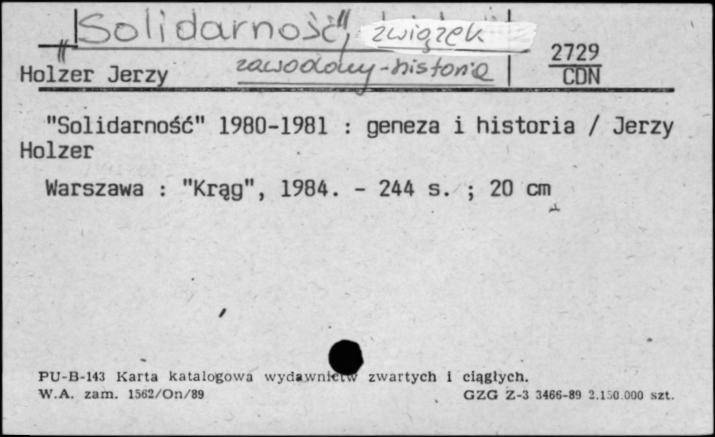 "Solidarność", związek
zawodowy - historia
2729
CDN
Holzer Jerzy
"Solidarność" 1980-1981 : geneza i historia / Jerzy
Holzer
Warszawa : "Krąg", 1984. - 244 s. ; 20 cm
PU-B-143 Karta katalogowa wydawnictw zwartych i ciągłych.
W.A. zam. 1562/On/89
GZG Z-3 3466-89 2.150.000 szt.